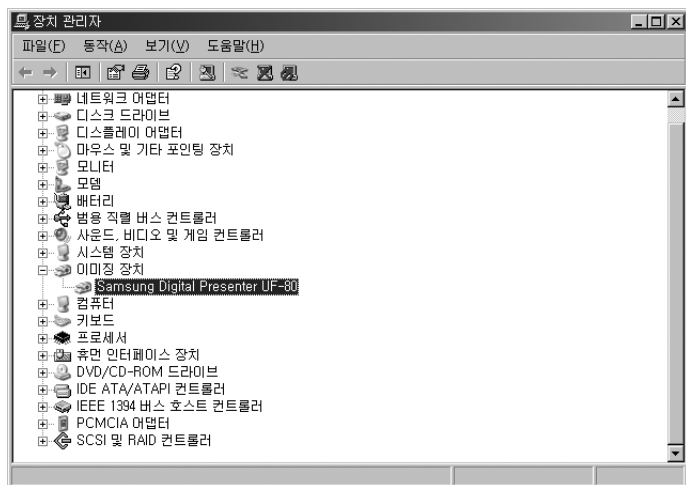 장치 관리자
파일(F) 동작(A) 보기(V) 도움말(H)
네트워크 어댑터
디스크 드라이브
디스플레이 어댑터
마우스 및 기타 포인팅 장치
모니터
모뎀
배터리
범용 직렬 버스 컨트롤러
사운드, 비디오 및 게임 컨트롤러
시스템 장치
이미징 장치
Samsung Digital Presenter UF-80
컴퓨터
키보드
프로세서
휴먼 인터페이스 장치
DVD/CD-ROM 드라이브
IDE ATA/ATAPI 컨트롤러
IEEE 1394 버스 호스트 컨트롤러
PCMCIA 어댑터
SCSI 및 RAID 컨트롤러